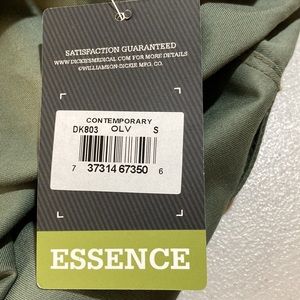 SATISFACTION GUARANTEED
WWW.DICKIESMEDICAL.COM FOR MORE DETAILS
©WILLIAMSON-DICKIE MFG. CO.
CONTEMPORARY
DK803 OLV S
7 37314 67350 6
ESSENCE